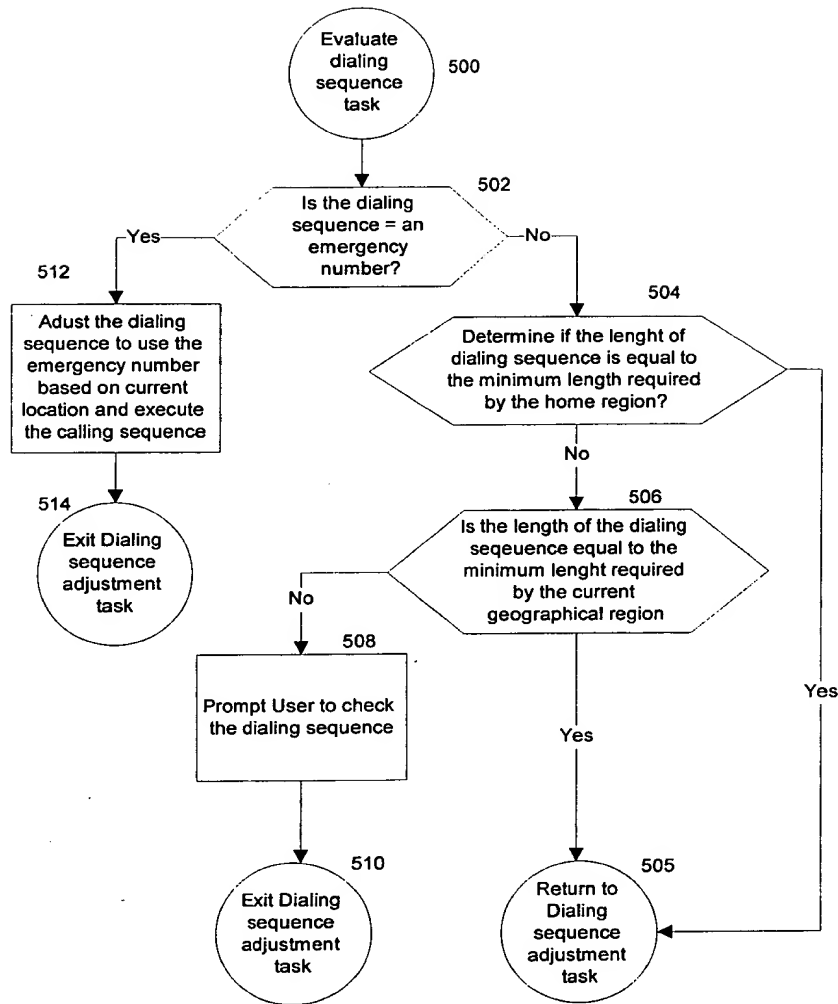 Evaluate
dialing
sequence
task
500
502
Is the dialing
sequence = an
emergency
number?
Yes
No
512
Adust the dialing
sequence to use the
emergency number
based on current
location and execute
the calling sequence
504
Determine if the lenght of
dialing sequence is equal to
the minimum length required
by the home region?
No
514
Exit Dialing
sequence
adjustment
task
506
Is the length of the dialing
seqeuence equal to the
minimum lenght required
by the current
geographical region
No
508
Prompt User to check
the dialing sequence
Yes
Yes
510
Exit Dialing
sequence
adjustment
task
505
Return to
Dialing
sequence
adjustment
task